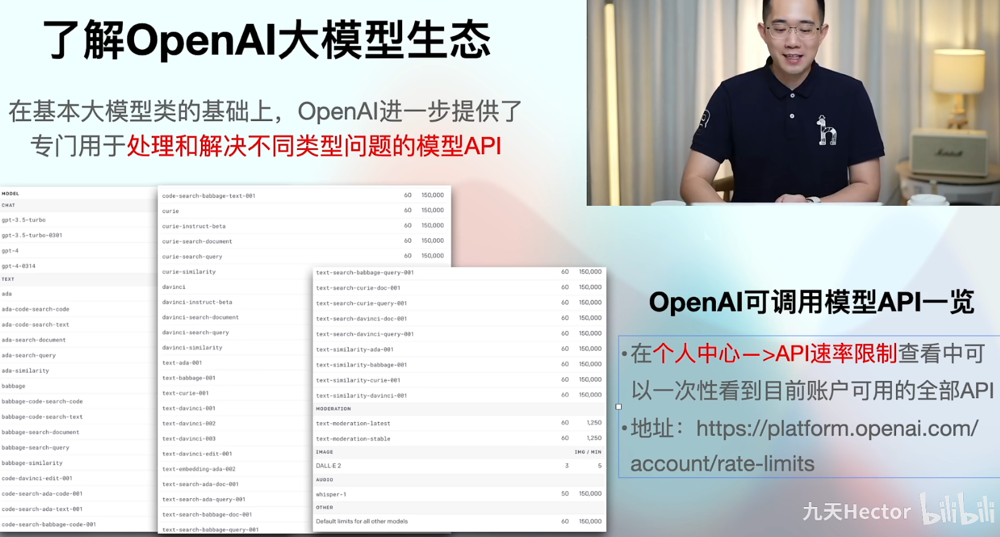 了解OpenAI大模型生态
在基本大模型类的基础上，OpenAI进一步提供了
专门用于处理和解决不同类型问题的模型API
MODEL
CHAT
gpt-3.5-turbo
gpt-3.5-turbo-0301
gpt-4
gpt-4-0314
TEXT
ada
ada-code-search-code
ada-code-search-text
ada-search-document
ada-search-query
ada-similarity
babbage
babbage-code-search-code
babbage-code-search-text
babbage-search-document
babbage-search-query
babbage-similarity
code-davinci-edit-001
code-search-ada-code-001
code-search-ada-text-001
code-search-babbage-code-001
code-search-babbage-text-001 60 150,000
curie 60 150,000
curie-instruct-beta 60 150,000
curie-search-document 60 150,000
curie-search-query 60 150,000
curie-similarity
davinci
davinci-instruct-beta
davinci-search-document
davinci-search-query
davinci-similarity
text-ada-001
text-babbage-001
text-curie-001
text-davinci-001
text-davinci-002
text-davinci-003
text-davinci-edit-001
text-embedding-ada-002
text-search-ada-doc-001
text-search-ada-query-001
text-search-babbage-doc-001
text-search-babbage-query-001
text-search-babbage-query-001 60 150,000
text-search-curie-doc-001 60 150,000
text-search-curie-query-001 60 150,000
text-search-davinci-doc-001 60 150,000
text-search-davinci-query-001 60 150,000
text-similarity-ada-001 60 150,000
text-similarity-babbage-001 60 150,000
text-similarity-curie-001 60 150,000
text-similarity-davinci-001 60 150,000
MODERATION
text-moderation-latest 60 1,250
text-moderation-stable 60 1,250
IMAGE IMG / MIN
DALL·E 2 3 5
AUDIO
whisper-1 50 150,000
OTHER
Default limits for all other models 60 150,000
h
Marshall
OpenAI可调用模型API一览
•在个人中心—>API速率限制查看中可
以一次性看到目前账户可用的全部API
•地址：https://platform.openai.com/
account/rate-limits
九天Hector bilibili